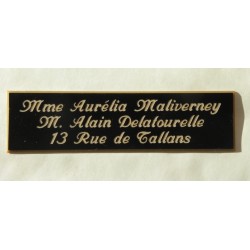 Mme Aurélia Maliverney
M. Alain Delatourelle
13 Rue de Tallans